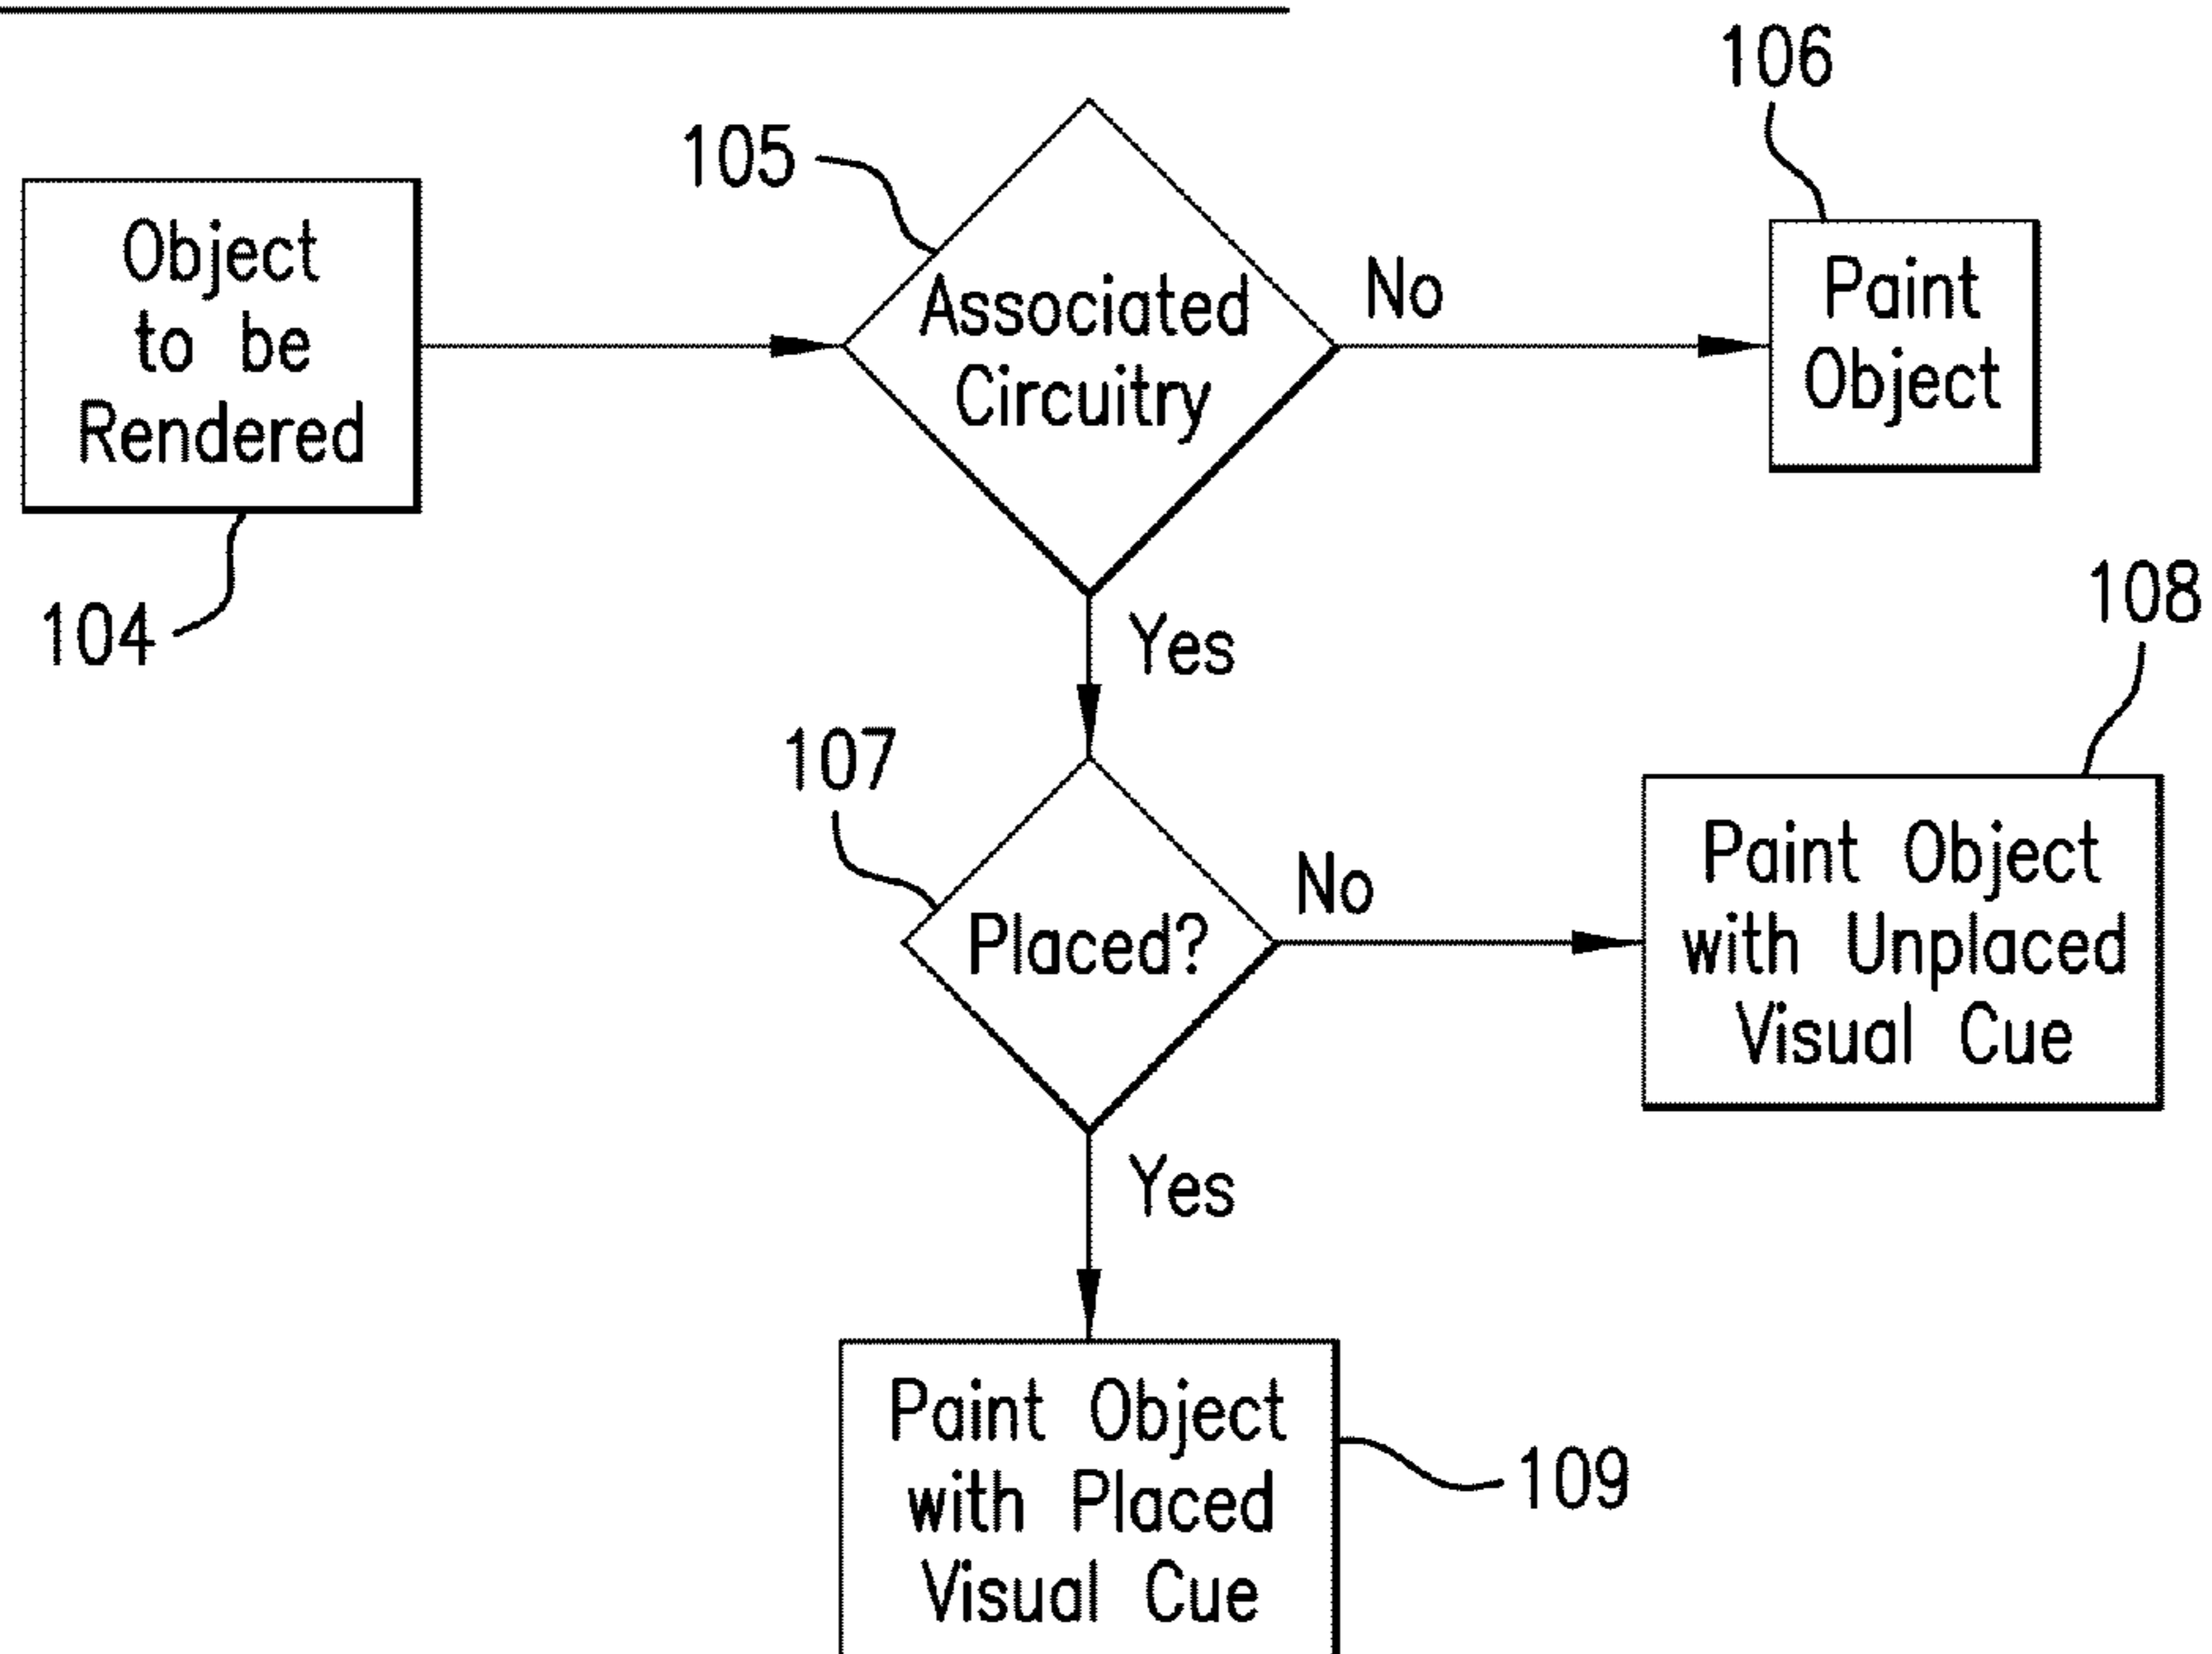 106
105
Object
to be
Rendered
Associated
Circuitry
No
Paint
Object
104
Yes
108
107
Placed?
No
Paint Object
with Unplaced
Visual Cue
Yes
Paint Object
with Placed
Visual Cue
109